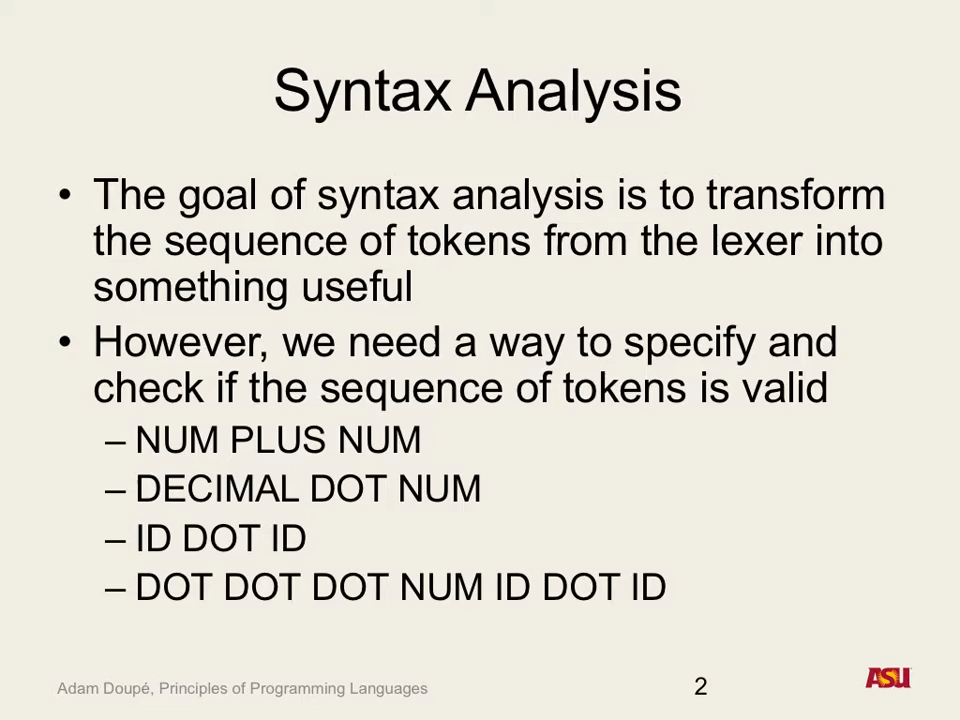 Syntax Analysis
• The goal of syntax analysis is to transform
the sequence of tokens from the lexer into
something useful
• However, we need a way to specify and
check if the sequence of tokens is valid
– NUM PLUS NUM
– DECIMAL DOT NUM
– ID DOT ID
– DOT DOT DOT NUM ID DOT ID
Adam Doupé, Principles of Programming Languages
2
ASU